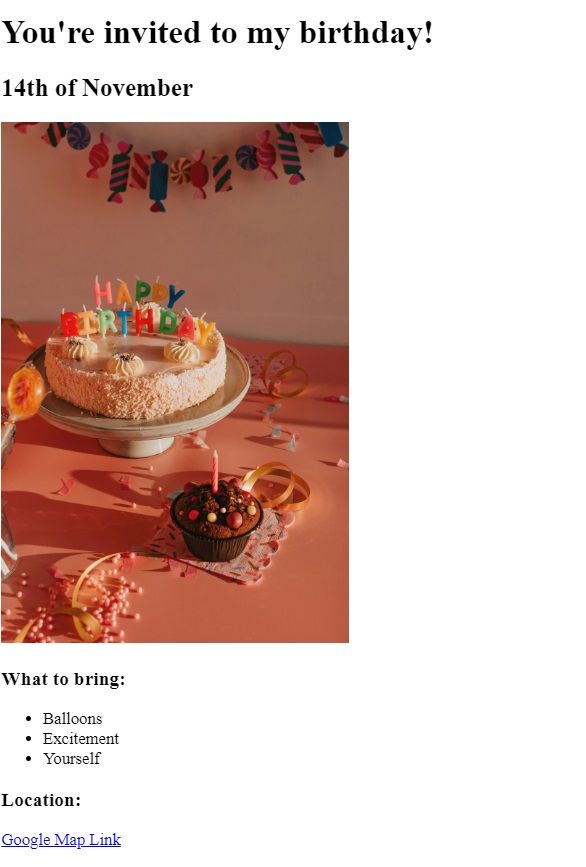 You're invited to my birthday!
14th of November
HAPPY
BIRTHDAY
What to bring:
Balloons
Excitement
Yourself
Location:
Google Map Link